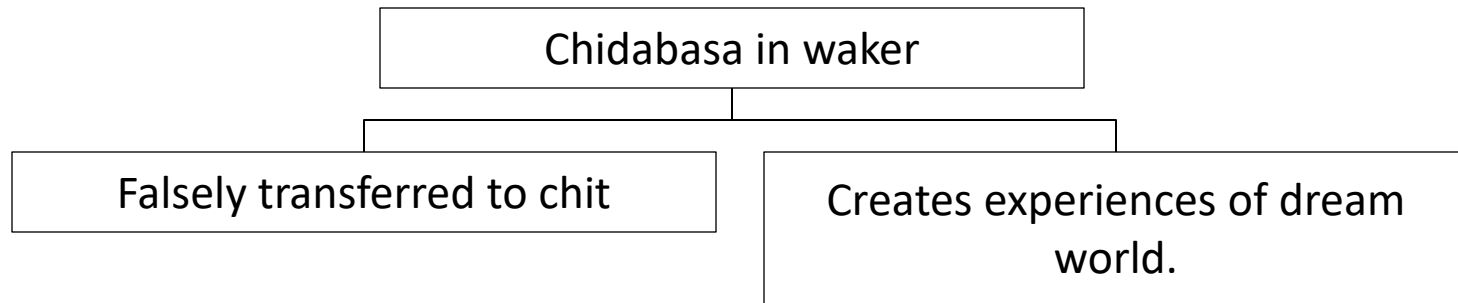 Chidabasa in waker
Falsely transferred to chit
Creates experiences of dream
world.